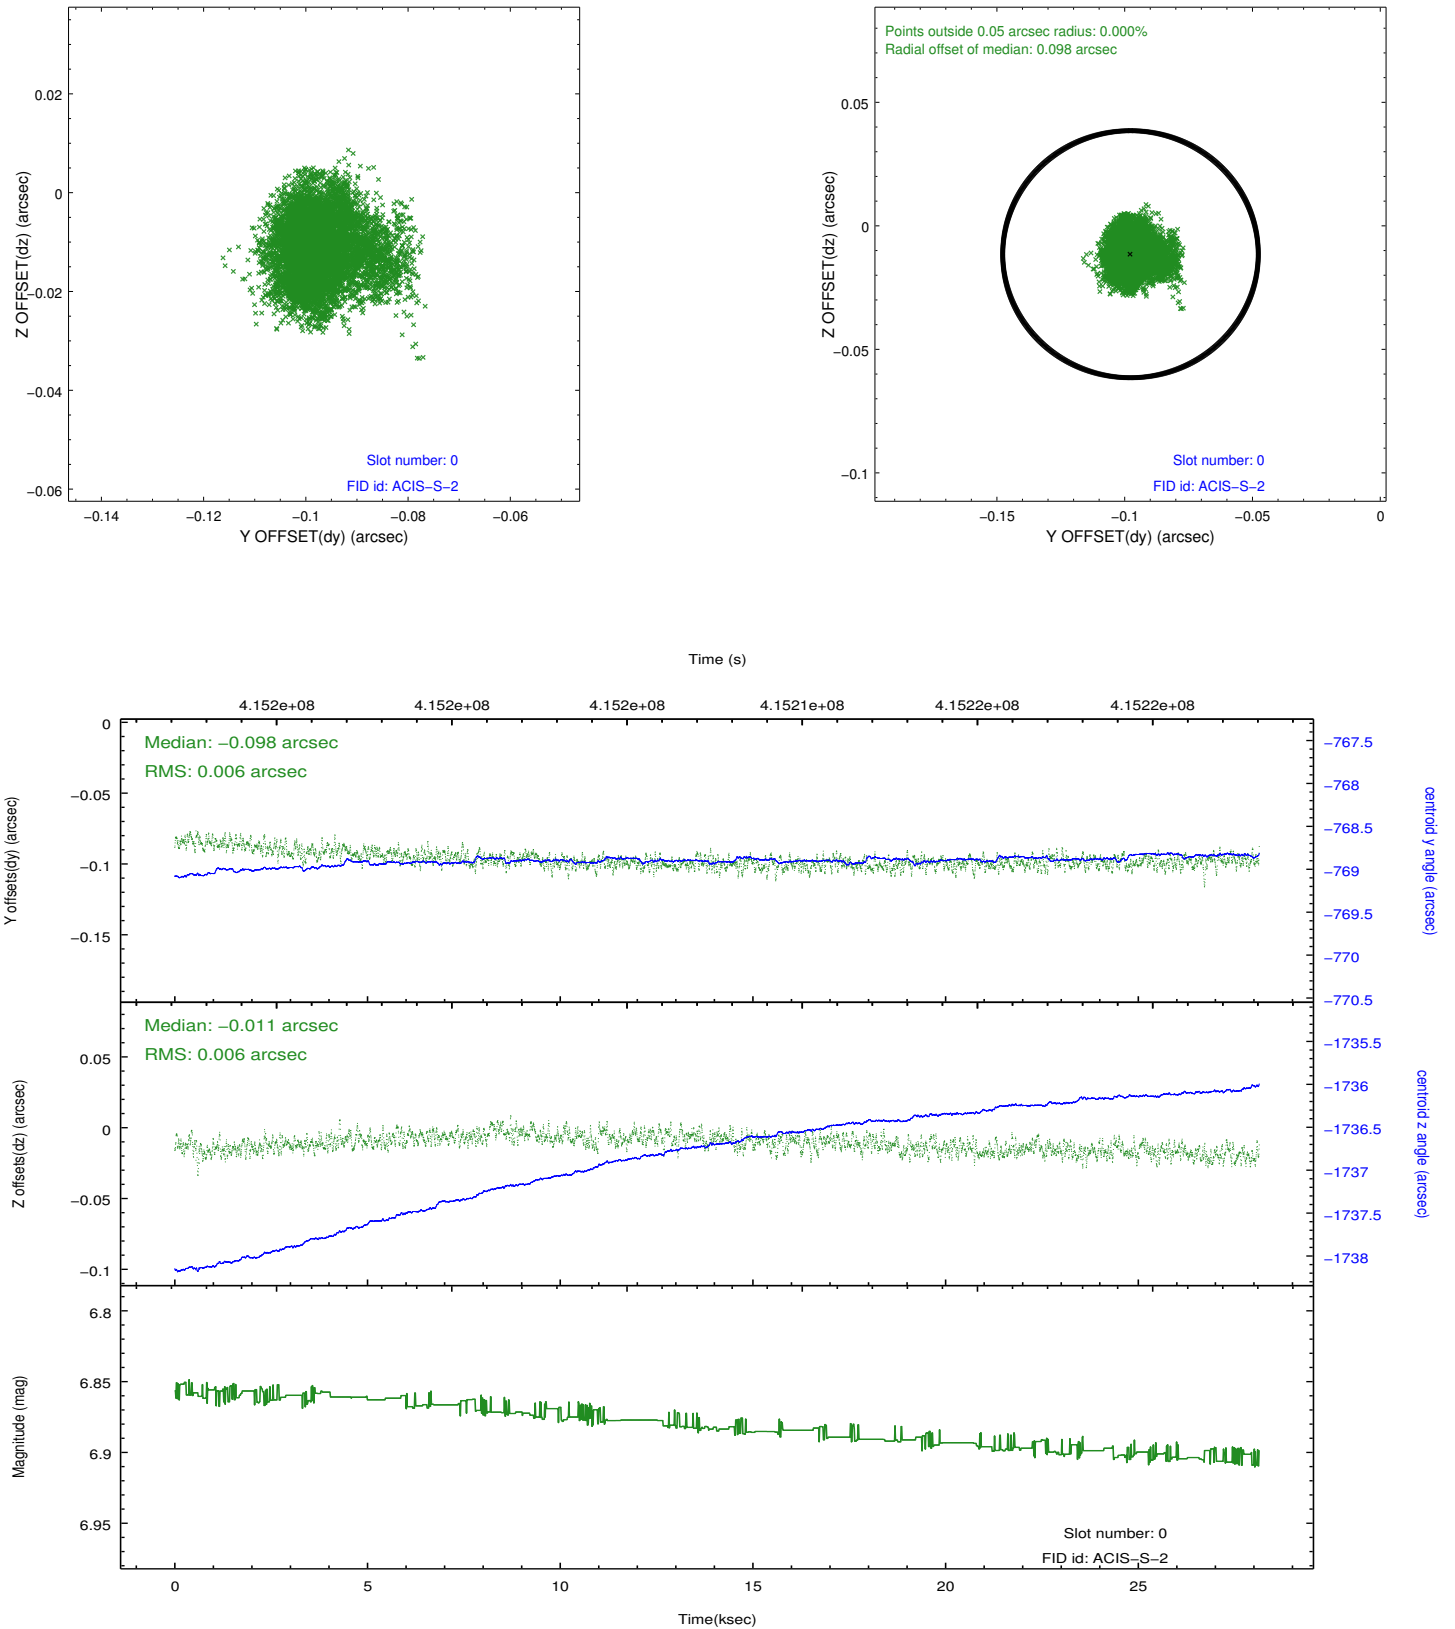 0.02
0
−0.02
−0.04
−0.06
Z OFFSET(dz) (arcsec)
Slot number: 0
FID id: ACIS−S−2
−0.14
−0.12
−0.1
−0.08
−0.06
Y OFFSET(dy) (arcsec)
Points outside 0.05 arcsec radius: 0.000%
Radial offset of median: 0.098 arcsec
0.05
0
−0.05
−0.1
Z OFFSET(dz) (arcsec)
Slot number: 0
FID id: ACIS−S−2
−0.15
−0.1
−0.05
0
Y OFFSET(dy) (arcsec)
Time (s)
4.152e+08
4.152e+08
4.152e+08
4.1521e+08
4.1522e+08
4.1522e+08
Median: −0.098 arcsec
RMS: 0.006 arcsec
0
−0.05
−0.1
−0.15
Y offsets(dy) (arcsec)
−767.5
−768
−768.5
−769
−769.5
−770
−770.5
centroid y angle (arcsec)
Median: −0.011 arcsec
RMS: 0.006 arcsec
0.05
0
−0.05
−0.1
Z offsets(dz) (arcsec)
−1735.5
−1736
−1736.5
−1737
−1737.5
−1738
centroid z angle (arcsec)
6.8
6.85
6.9
6.95
Magnitude (mag)
Slot number: 0
FID id: ACIS−S−2
0
5
10
15
20
25
Time(ksec)